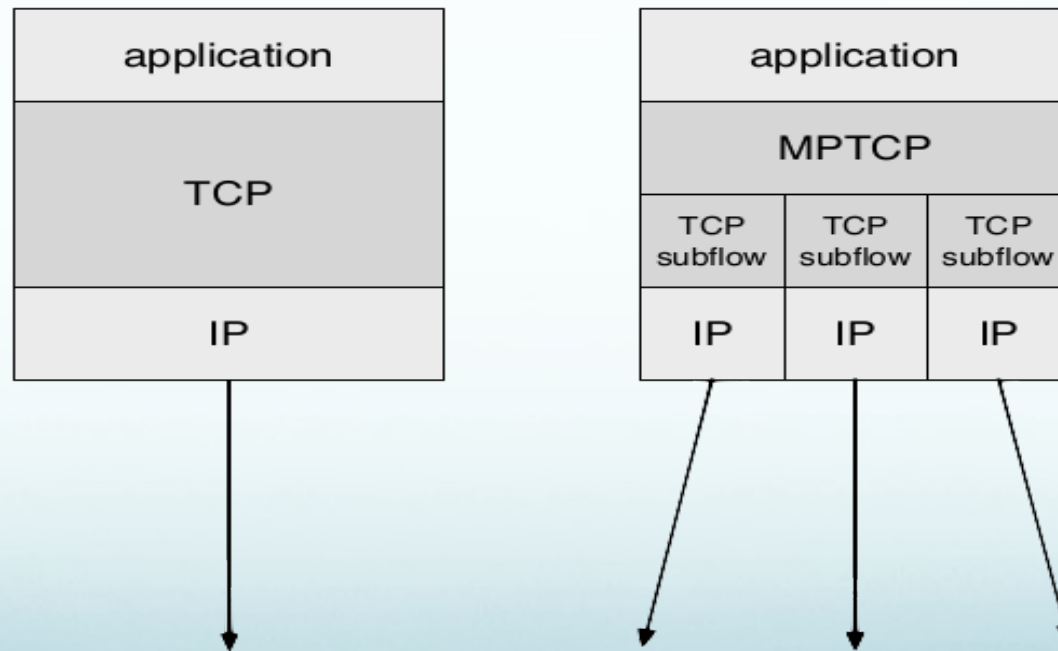 application
TCP
IP
application
MPTCP
TCP subflow
TCP subflow
TCP subflow
IP
IP
IP